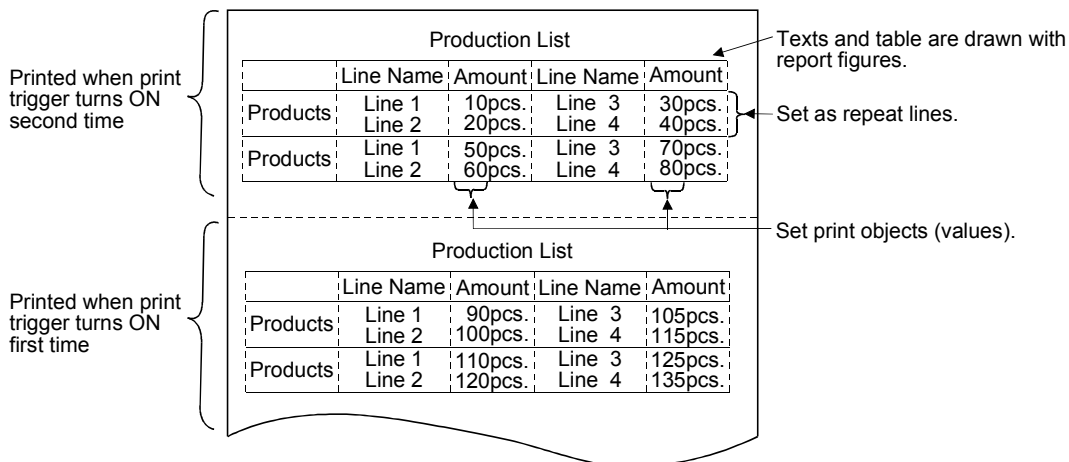 Production List
Texts and table are drawn with
report figures.
Printed when print
trigger turns ON
second time
Line Name Amount Line Name Amount
Products Line 1 10pcs. Line 3 30pcs.
Line 2 20pcs. Line 4 40pcs.
Set as repeat lines.
Products Line 1 50pcs. Line 3 70pcs.
Line 2 60pcs. Line 4 80pcs.
Set print objects (values).
Production List
Printed when print
trigger turns ON
first time
Line Name Amount Line Name Amount
Products Line 1 90pcs. Line 3 105pcs.
Line 2 100pcs. Line 4 115pcs.
Products Line 1 110pcs. Line 3 125pcs.
Line 2 120pcs. Line 4 135pcs.